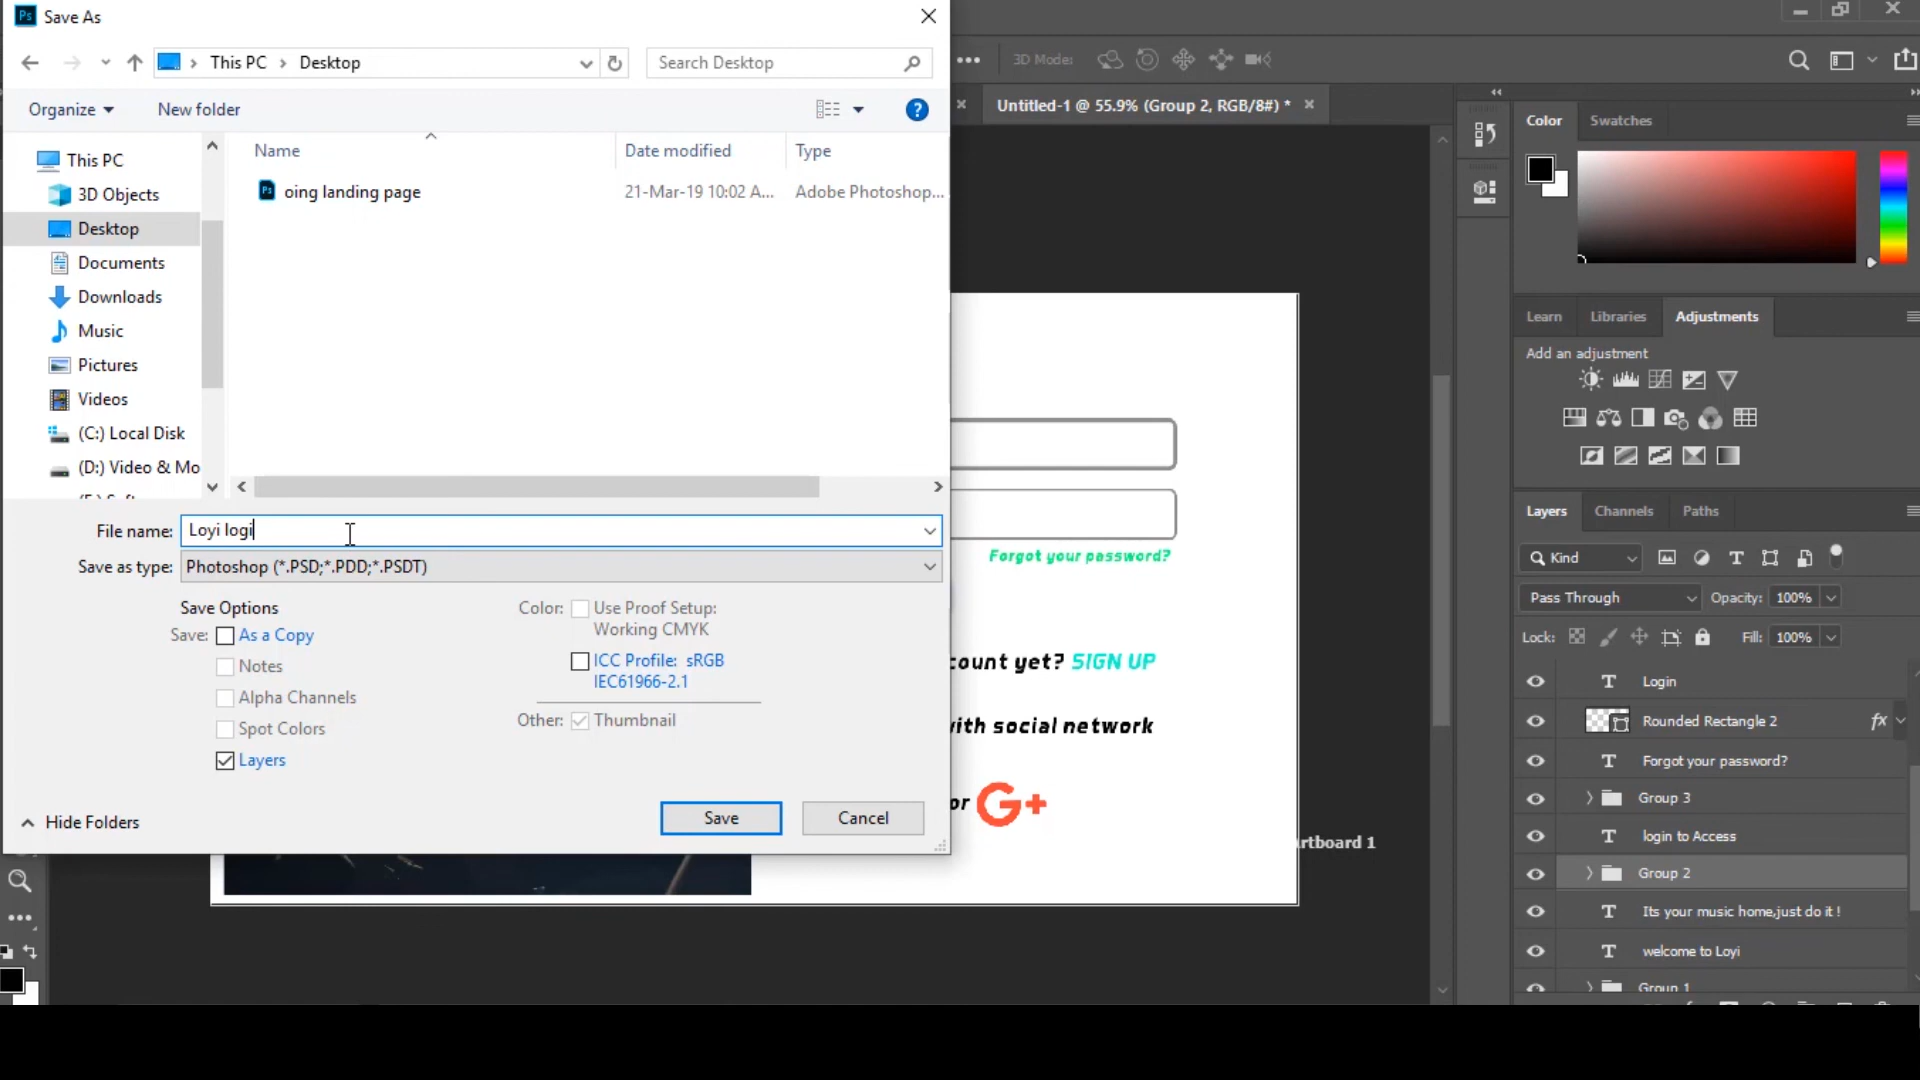 Save As
This PC
Desktop
Search Desktop
3D Mode:
Organize
New folder
Untitled-1 @ 55.9% (Group 2, RGB/8#) *
Color
Swatches
Name
Date modified
Type
This PC
3D Objects
Desktop
Documents
Downloads
Music
Pictures
Videos
(C:) Local Disk
(D:) Video & Mo
oing landing page
21-Mar-19 10:02 A...
Adobe Photoshop...
File name: Loyi logi
Save as type: Photoshop (*.PSD;*.PDD;*.PSDT)
Save Options
Save: As a Copy
Notes
Alpha Channels
Spot Colors
Layers
Color: Use Proof Setup:
Working CMYK
ICC Profile: sRGB
IEC61966-2.1
Other: Thumbnail
Hide Folders
Save
Cancel
Forgot your password?
count yet? SIGN UP
ith social network
or G+
rtboard 1
Learn
Libraries
Adjustments
Add an adjustment
Layers
Channels
Paths
Kind
Pass Through
Opacity: 100%
Lock:
Fill: 100%
Login
Rounded Rectangle 2
fx
Forgot your password?
Group 3
login to Access
Group 2
Its your music home,just do it !
welcome to Loyi
Group 1